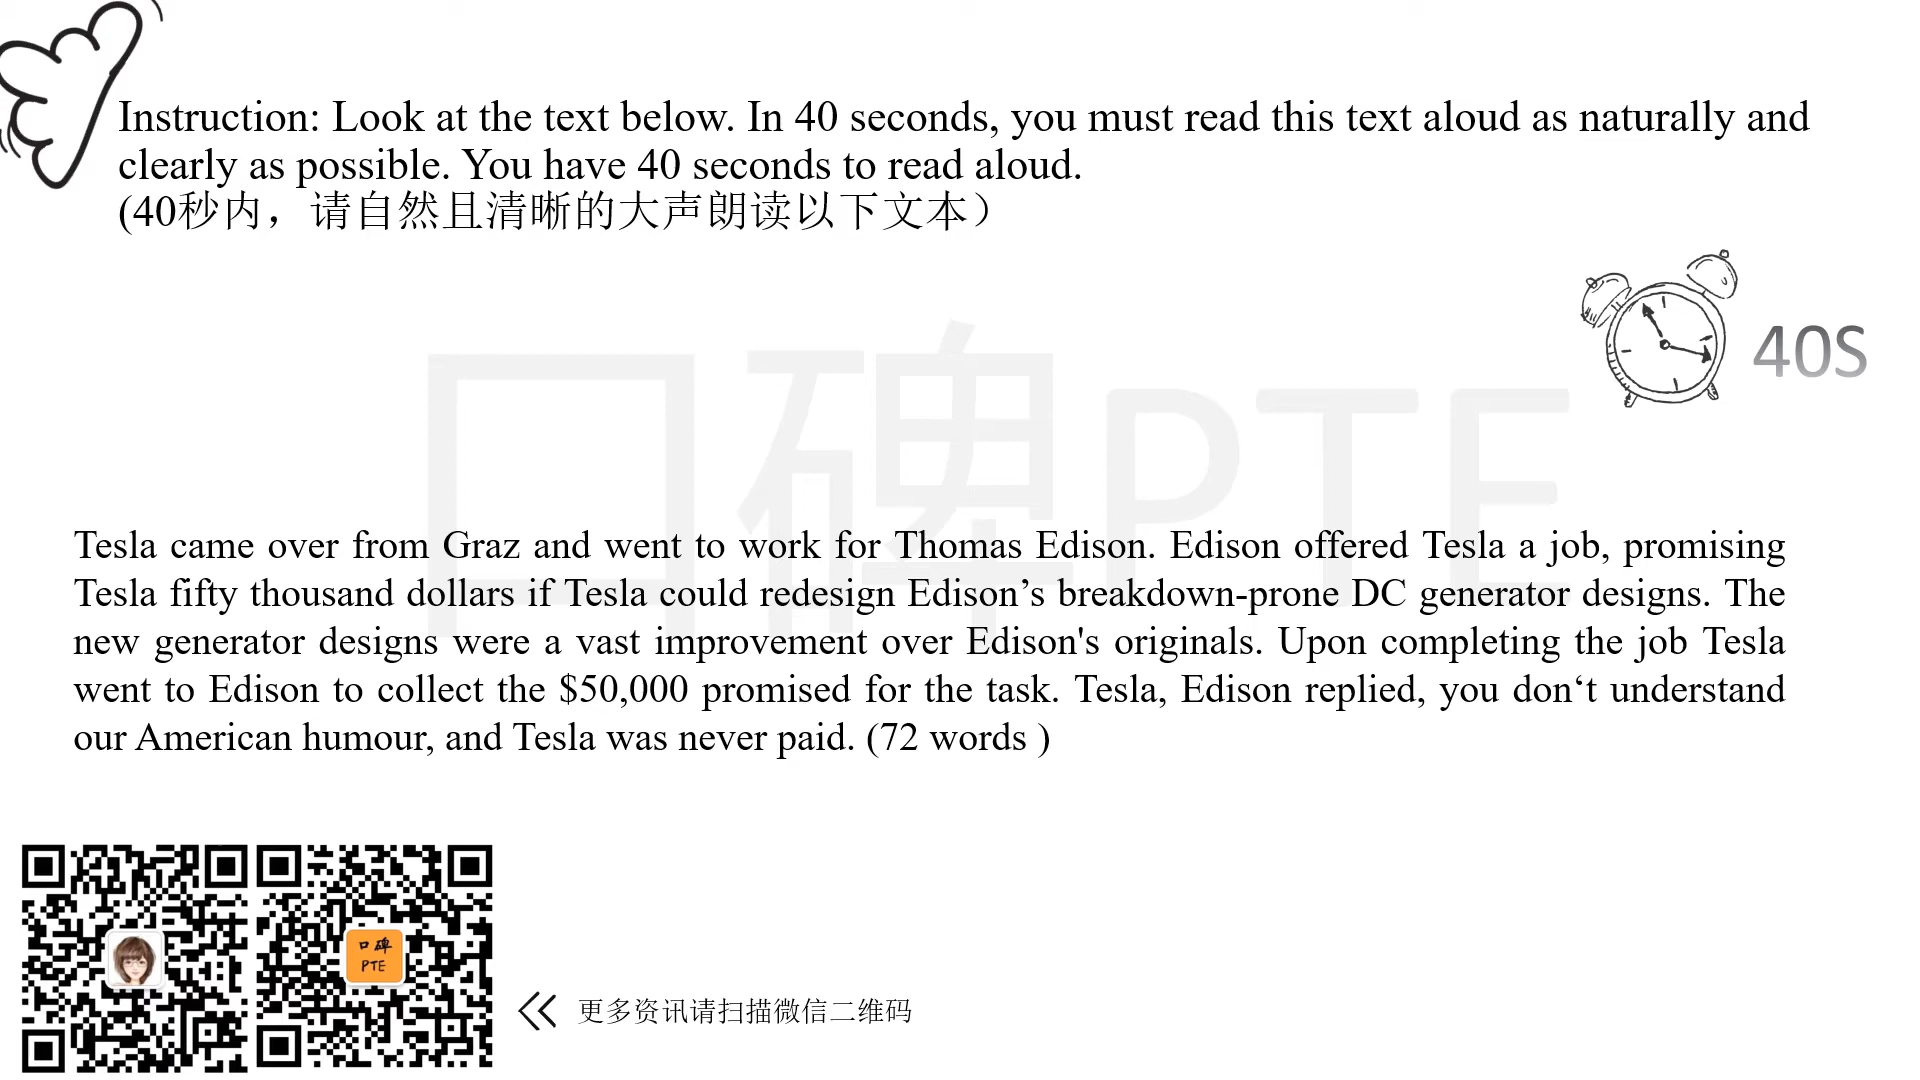 Instruction: Look at the text below. In 40 seconds, you must read this text aloud as naturally and
clearly as possible. You have 40 seconds to read aloud.
(40秒内，请自然且清晰的大声朗读以下文本）
40S
口碑PTE
Tesla came over from Graz and went to work for Thomas Edison. Edison offered Tesla a job, promising
Tesla fifty thousand dollars if Tesla could redesign Edison’s breakdown-prone DC generator designs. The
new generator designs were a vast improvement over Edison's originals. Upon completing the job Tesla
went to Edison to collect the $50,000 promised for the task. Tesla, Edison replied, you don‘t understand
our American humour, and Tesla was never paid. (72 words )
口碑
PTE
更多资讯请扫描微信二维码